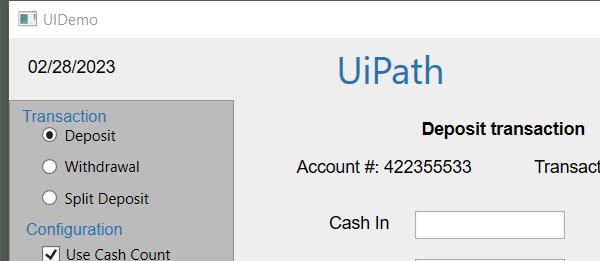 UIDemo
02/28/2023
UiPath
Transaction
Deposit
Withdrawal
Split Deposit
Configuration
Use Cash Count
Deposit transaction
Account #: 422355533
Cash In